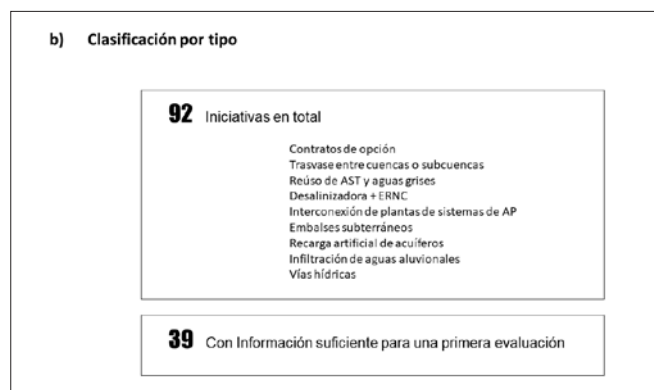 b) Clasificación por tipo
92 Iniciativas en total
Contratos de opción
Trasvase entre cuencas o subcuencas
Reúso de AST y aguas grises
Desalinizadora + ERNC
Interconexión de plantas de sistemas de AP
Embalses subterráneos
Recarga artificial de acuíferos
Infiltración de aguas aluvionales
Vías hídricas
39 Con Información suficiente para una primera evaluación